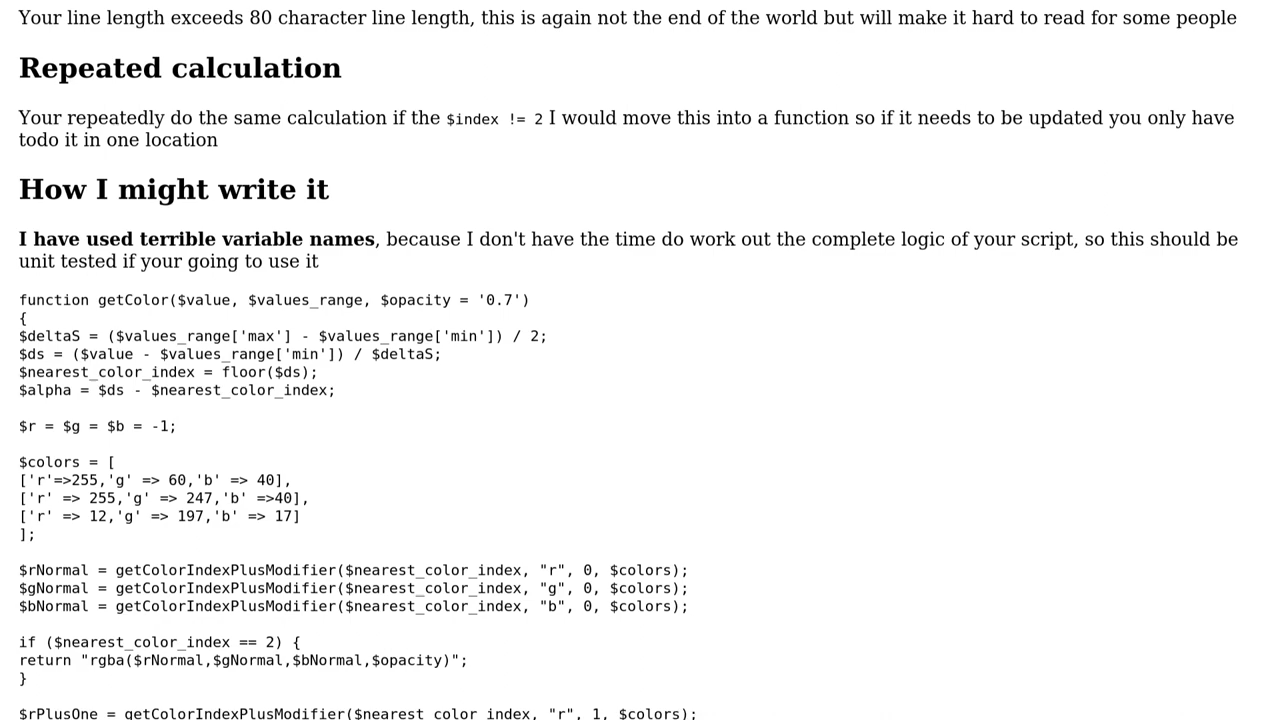 Your line length exceeds 80 character line length, this is again not the end of the world but will make it hard to read for some people
Repeated calculation
Your repeatedly do the same calculation if the $index != 2 I would move this into a function so if it needs to be updated you only have
todo it in one location
How I might write it
I have used terrible variable names, because I don't have the time do work out the complete logic of your script, so this should be
unit tested if your going to use it
function getColor($value, $values_range, $opacity = '0.7')
{
$deltaS = ($values_range['max'] - $values_range['min']) / 2;
$ds = ($value - $values_range['min']) / $deltaS;
$nearest_color_index = floor($ds);
$alpha = $ds - $nearest_color_index;
$r = $g = $b = -1;
$colors = [
['r'=>255,'g' => 60,'b' => 40],
['r' => 255,'g' => 247,'b' =>40],
['r' => 12,'g' => 197,'b' => 17]
];
$rNormal = getColorIndexPlusModifier($nearest_color_index, "r", 0, $colors);
$gNormal = getColorIndexPlusModifier($nearest_color_index, "g", 0, $colors);
$bNormal = getColorIndexPlusModifier($nearest_color_index, "b", 0, $colors);
if ($nearest_color_index == 2) {
return "rgba($rNormal,$gNormal,$bNormal,$opacity)";
}
$rPlusOne = getColorIndexPlusModifier($nearest_color_index, "r", 1, $colors);